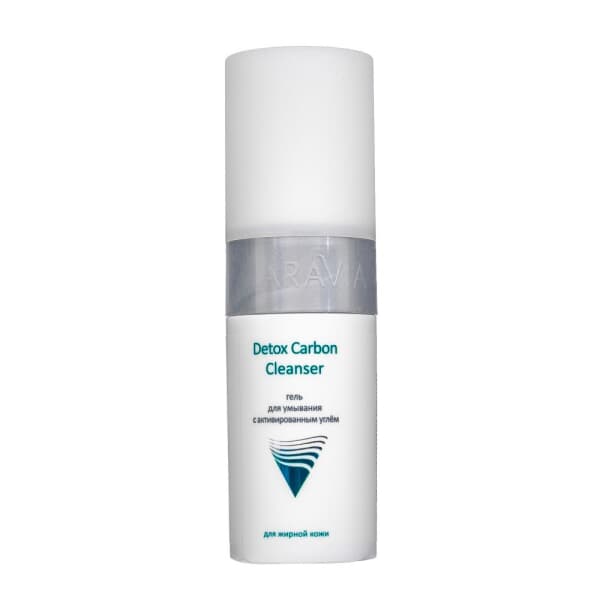 ARAVIA
Detox Carbon
Cleanser
гель
для умывания
с активированным углём
для жирной кожи